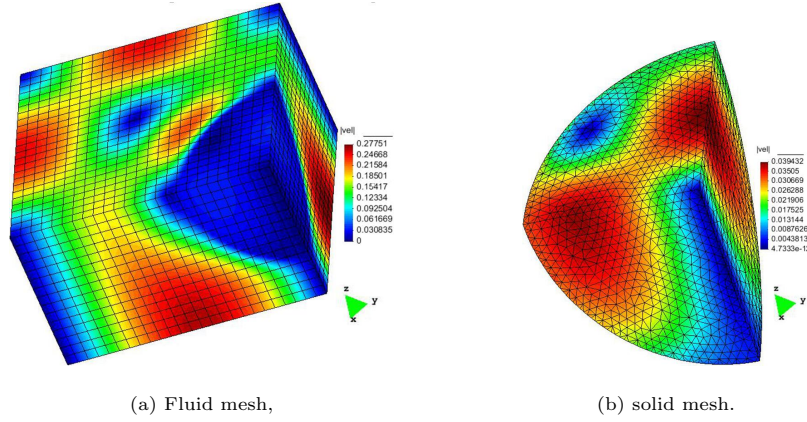 |vel|
0.27751
0.24668
0.21584
0.18501
0.15417
0.12334
0.092504
0.061669
0.030835
0
z
y
x
|vel|
0.039432
0.03505
0.030669
0.026288
0.021906
0.017525
0.013144
0.0087626
0.0043813
z
y
x
(a) Fluid mesh,
(b) solid mesh.